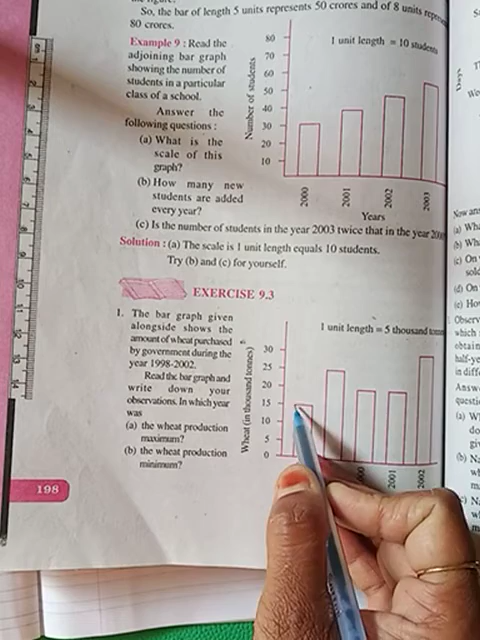 So, the bar of length 5 units represents 50 crores and of 8 units
80 crores.
Example 9 : Read the
adjoining bar graph
showing the number of
students in a particular
class of a school.
Answer the
following questions :
(a) What is the
scale of this
graph?
(b) How many new
students are added
every year?
1 unit length = 10 students
Number of students
80
70
60
50
40
30
20
10
2000
2001
2002
2003
Years
(c) Is the number of students in the year 2003 twice that in the year
Solution : (a) The scale is 1 unit length equals 10 students.
Try (b) and (c) for yourself.
EXERCISE 9.3
1. The bar graph given
alongside shows the
amount of wheat purchased
by government during the
year 1998-2002.
Read the bar graph and
write down your
observations. In which year
was
(a) the wheat production
maximum?
(b) the wheat production
minimum?
1 unit length = 5 thousand
Wheat (in thousand tonnes)
30
25
20
15
10
5
0
2001
2002
198
Days
Now
(a)
(b)
(c) On
(d) On
(e)
Observ
which
in
(a)
(b)